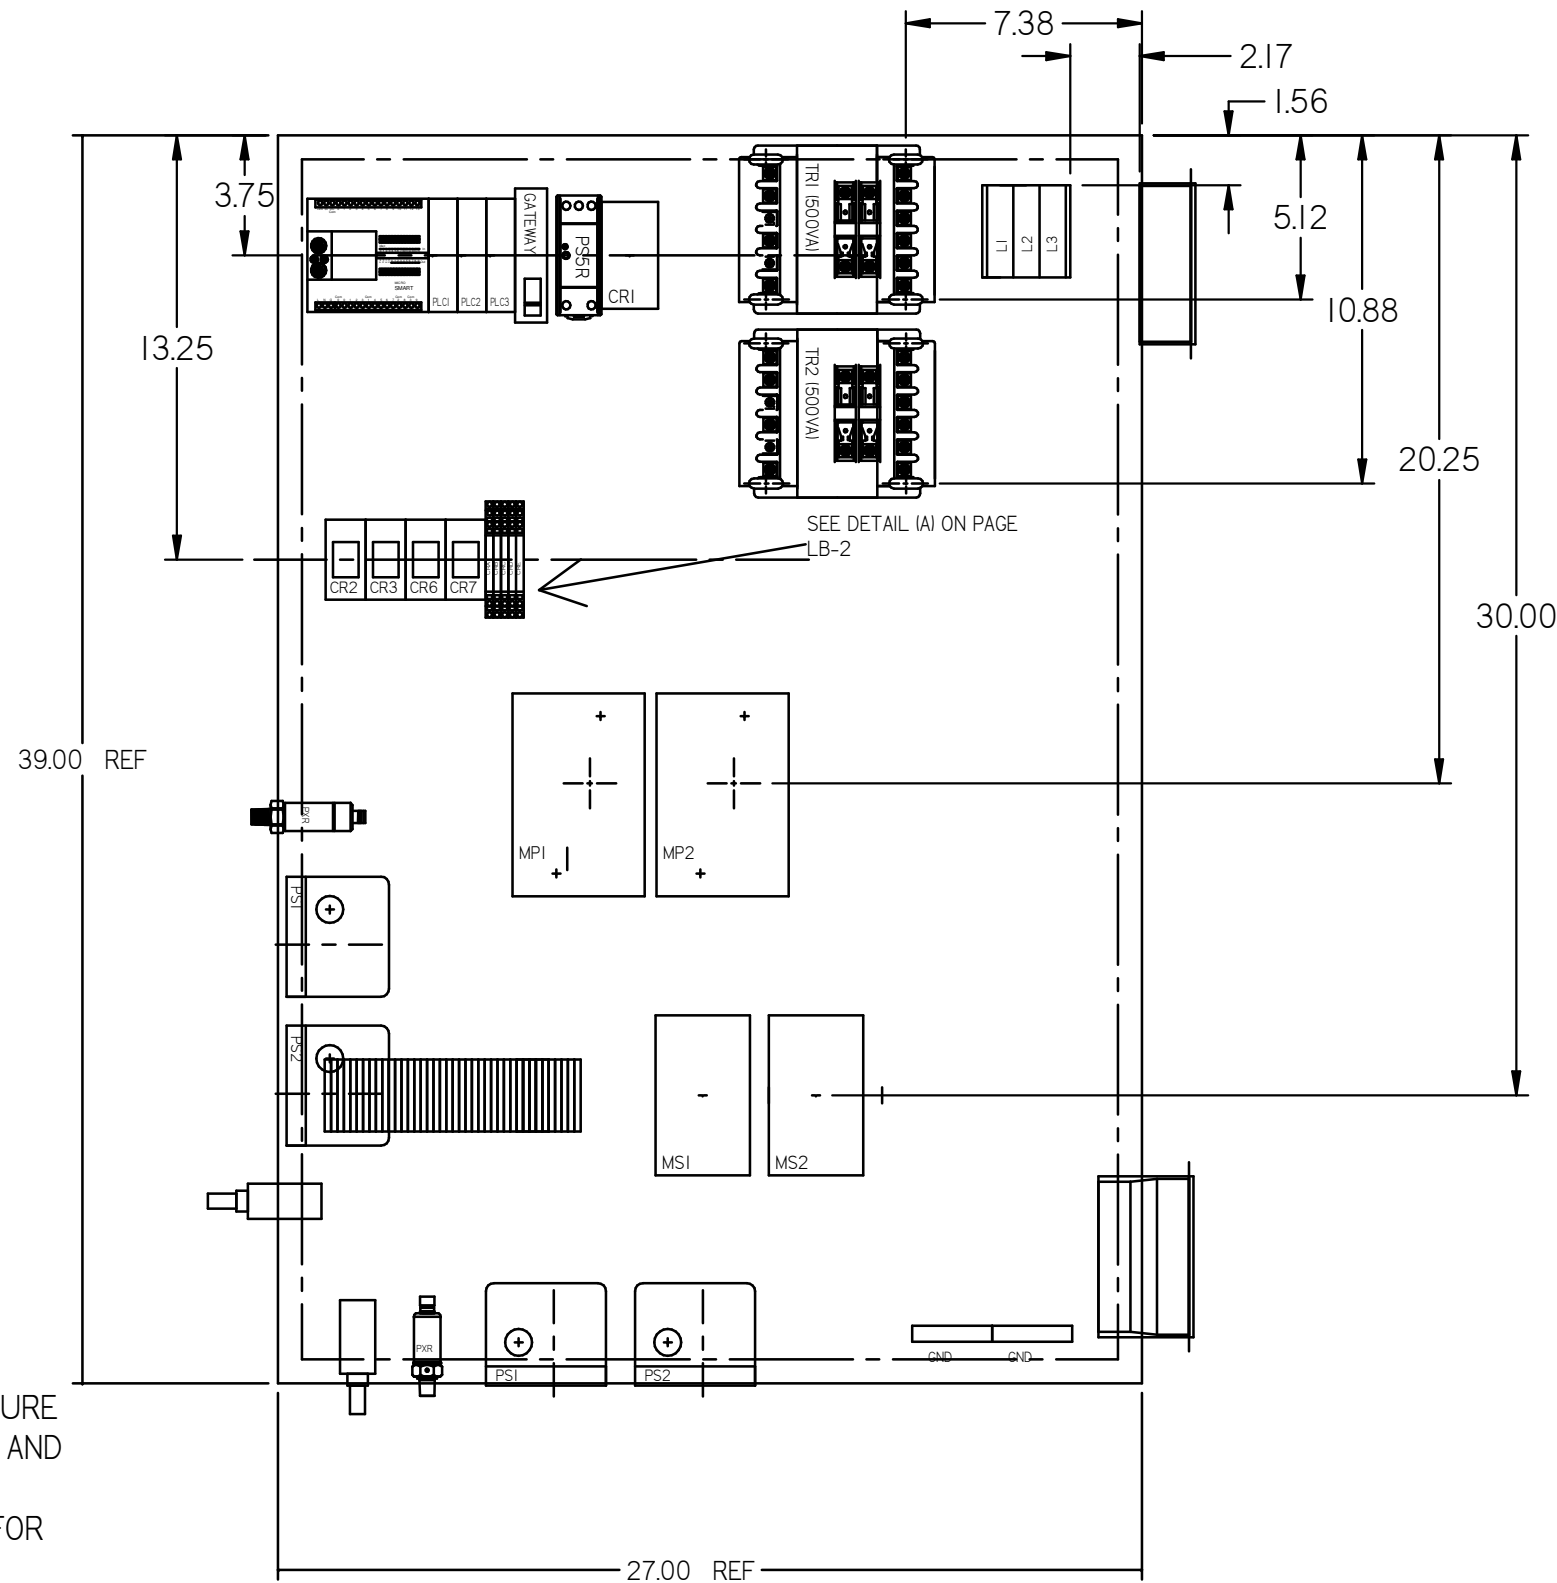 7.38
2.17
1.56
3.75
5.12
13.25
10.88
20.25
30.00
39.00 REF
27.00 REF
SMART
PLC1
PLC2
PLC3
GATEWAY
PS5R
CR1
TR1 (500VA)
L1
L2
L3
TR2 (500VA)
SEE DETAIL (A) ON PAGE
LB-2
CR2
CR3
CR6
CR7
MP1
MP2
PXR
PS1
PS2
MS1
MS2
PXR
PS1
PS2
GND
GND
URE
AND
FOR